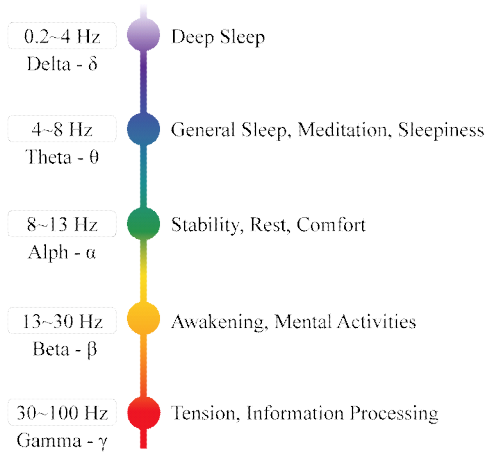 0.2~4 Hz
Deep Sleep
Delta - δ
4~8 Hz
General Sleep, Meditation, Sleepiness
Theta - θ
8~13 Hz
Stability, Rest, Comfort
Alph - α
13~30 Hz
Awakening, Mental Activities
Beta - β
30~100 Hz
Tension, Information Processing
Gamma - γ